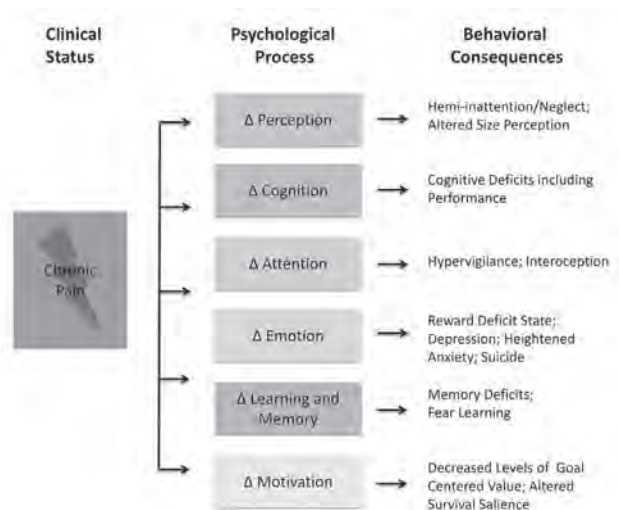 Clinical
Status
Psychological
Process
Behavioral
Consequences
Chronic
Pain
Δ Perception
Hemi-inattention/Neglect;
Altered Size Perception
Δ Cognition
Cognitive Deficits including
Performance
Δ Attention
Hypervigilance; Interoception
Δ Emotion
Reward Deficit State;
Depression; Heightened
Anxiety; Suicide
Δ Learning and
Memory
Memory Deficits;
Fear Learning
Δ Motivation
Decreased Levels of Goal
Centered Value; Altered
Survival Salience